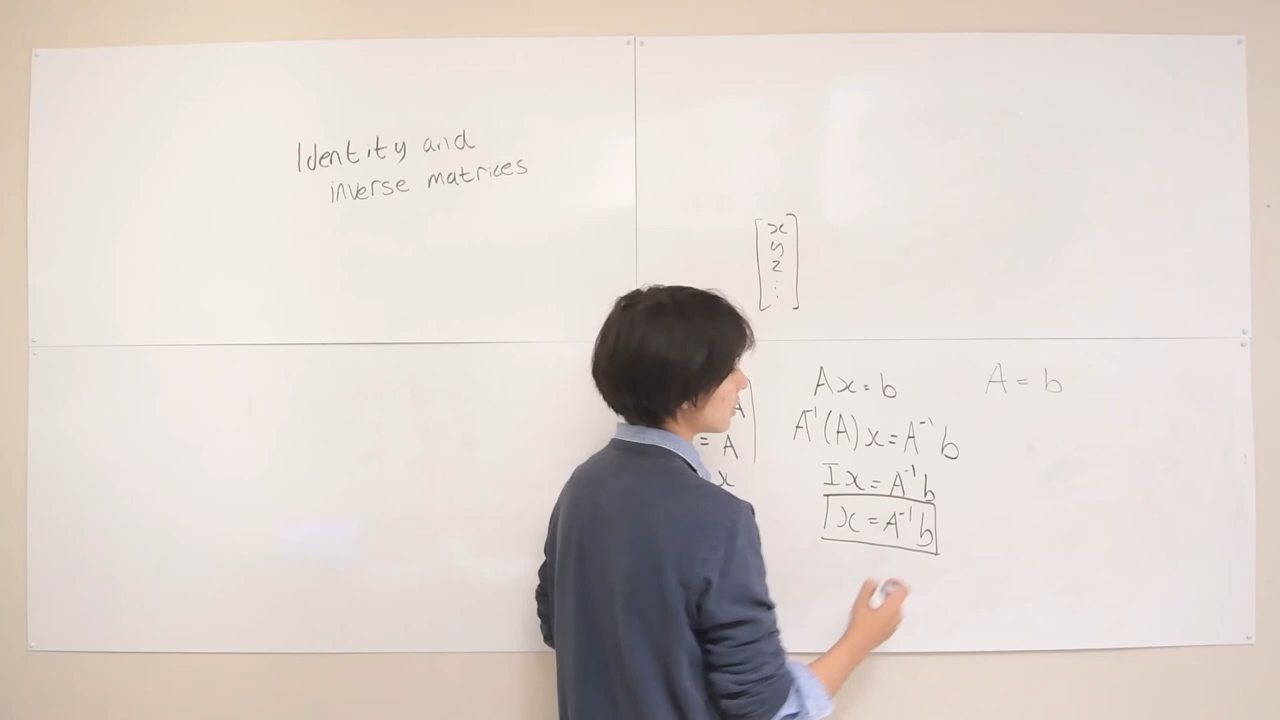 Identity and
inverse matrices
x
y
z
⋮
A
= A
x
Ax = b
A⁻¹(A)x = A⁻¹b
Ix = A⁻¹b
x = A⁻¹b
A = b